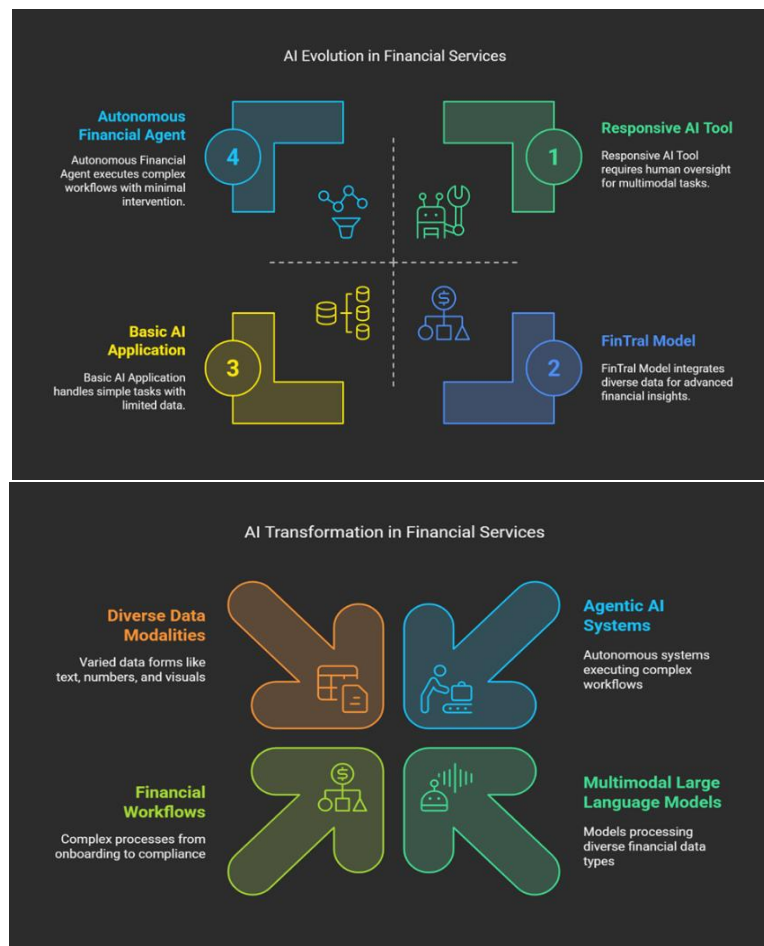 AI Evolution in Financial Services
Autonomous
Financial Agent
4
Autonomous Financial
Agent executes complex
workflows with minimal
intervention.
1
Responsive AI Tool
Responsive AI Tool
requires human oversight
for multimodal tasks.
Basic AI
Application
3
Basic AI Application
handles simple tasks with
limited data.
$
2
FinTral Model
FinTral Model integrates
diverse data for advanced
financial insights.
AI Transformation in Financial Services
Diverse Data
Modalities
Varied data forms like
text, numbers, and visuals
Agentic AI
Systems
Autonomous systems
executing complex
workflows
Financial
Workflows
Complex processes from
onboarding to compliance
$
Multimodal Large
Language Models
Models processing
diverse financial data
types